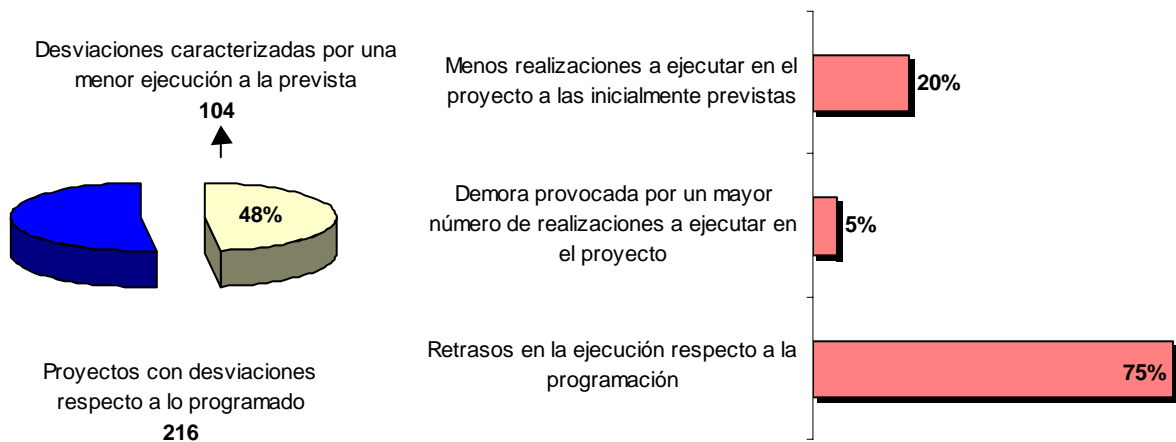 Desviaciones caracterizadas por una
menor ejecución a la prevista
104
48%
Proyectos con desviaciones
respecto a lo programado
216
Menos realizaciones a ejecutar en el
proyecto a las inicialmente previstas
20%
Demora provocada por un mayor
número de realizaciones a ejecutar en
el proyecto
5%
Retrasos en la ejecución respecto a la
programación
75%